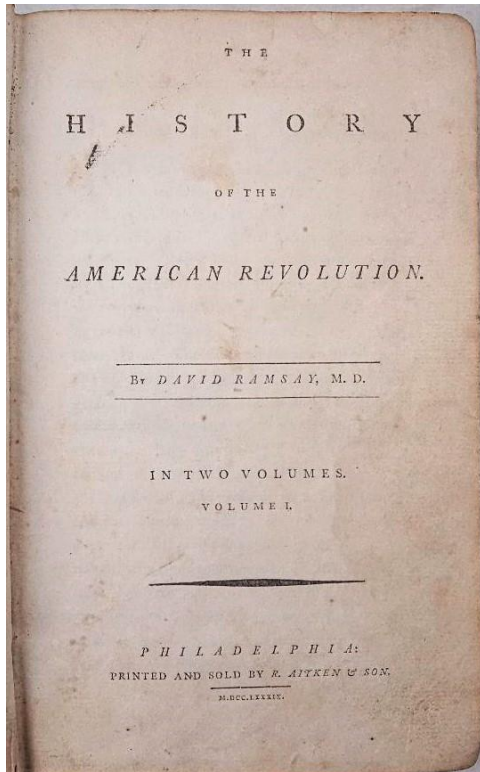 THE
HISTORY
OF THE
AMERICAN REVOLUTION.
BY DAVID RAMSAY, M. D.
IN TWO VOLUMES.
VOLUME I.
PHILADELPHIA:
PRINTED AND SOLD BY R. AITKEN & SON.
M.DCC.LXXXIX.